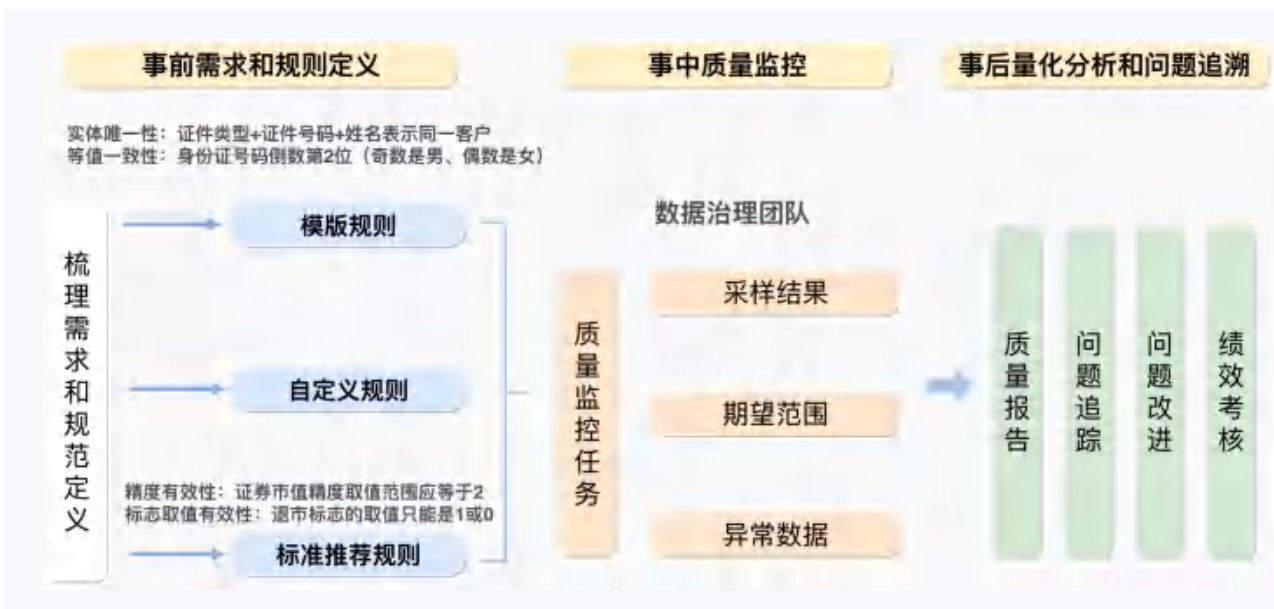 事前需求和规则定义
事中质量监控
事后量化分析和问题追溯
实体唯一性：证件类型+证件号码+姓名表示同一客户
等值一致性：身份证号码倒数第2位（奇数是男、偶数是女）
梳理需求和规范定义
模版规则
自定义规则
精度有效性：证券市值精度取值范围应等于2
标志取值有效性：退市标志的取值只能是1或0
标准推荐规则
数据治理团队
质量监控任务
采样结果
期望范围
异常数据
质量报告
问题追踪
问题改进
绩效考核